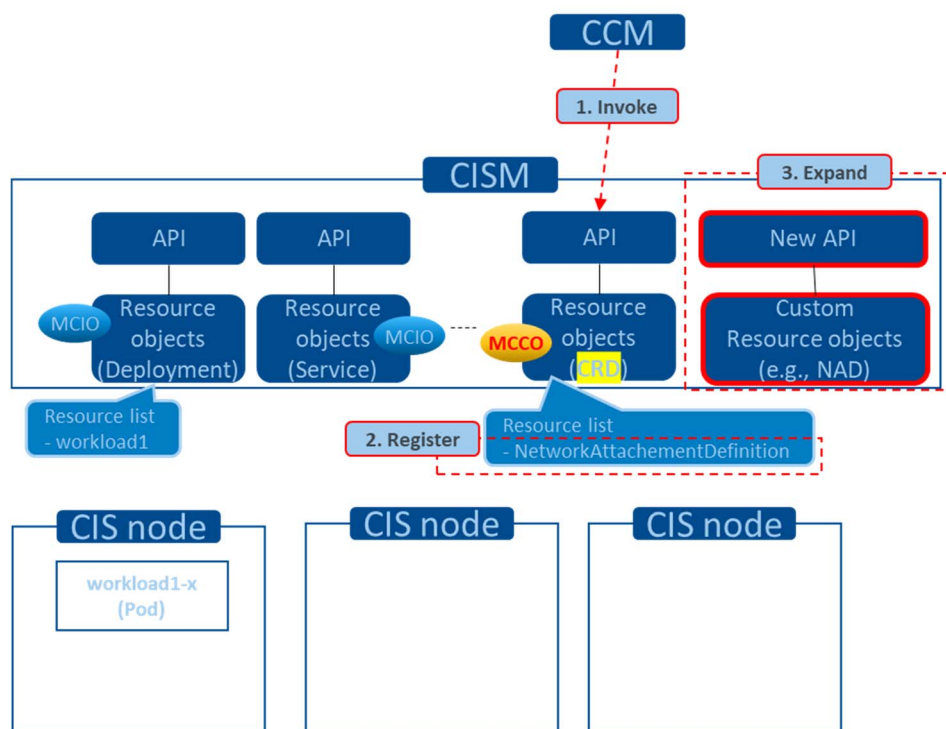 CCM
1. Invoke
CISM
3. Expand
API
API
API
New API
MCIO
Resource
objects
(Deployment)
Resource
objects
(Service)
MCIO
MCCO
Resource
objects
(CRD)
Custom
Resource objects
(e.g., NAD)
Resource list
- workload1
2. Register
Resource list
- NetworkAttachementDefinition
CIS node
CIS node
CIS node
workload1-x
(Pod)